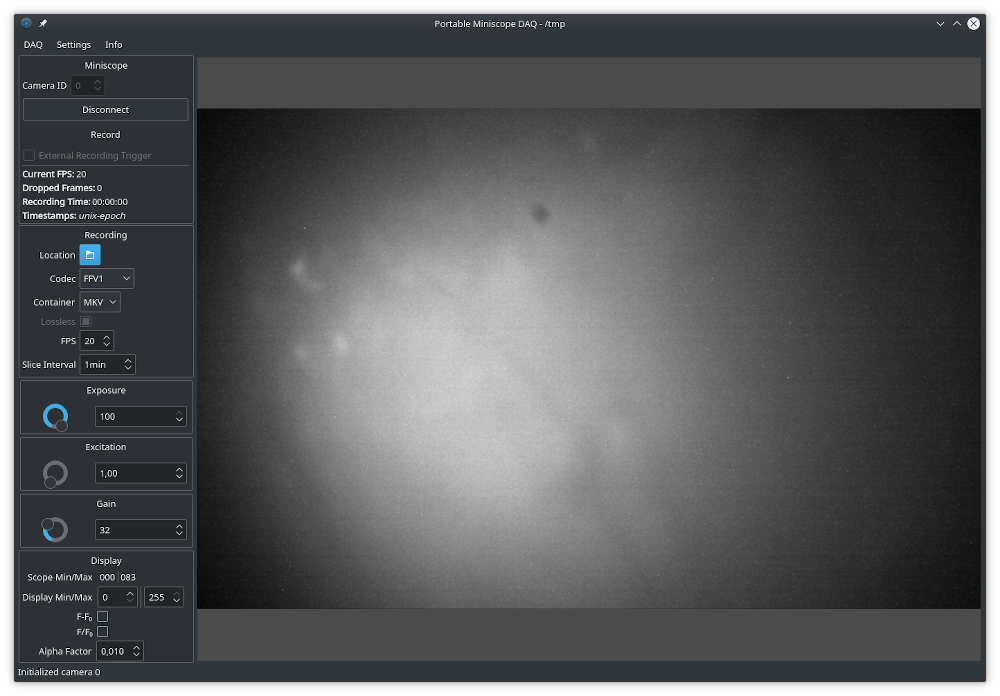 Portable Miniscope DAQ - /tmp
DAQ Settings Info
Miniscope
Camera ID 0
Disconnect
Record
External Recording Trigger
Current FPS: 20
Dropped Frames: 0
Recording Time: 00:00:00
Timestamps: unix-epoch
Recording
Location
Codec FFV1
Container MKV
Lossless
FPS 20
Slice Interval 1min
Exposure
100
Excitation
1,00
Gain
32
Display
Scope Min/Max 000 083
Display Min/Max 0 255
F-F₀
F/F₀
Alpha Factor 0,010
Initialized camera 0